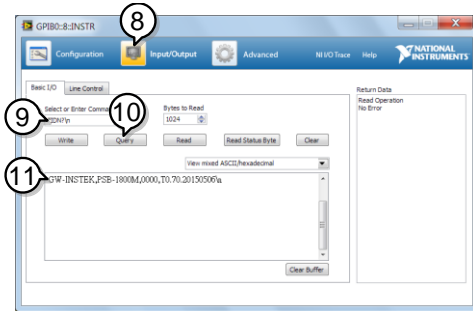 GPIB0::8::INSTR
8
Configuration
Input/Output
Advanced
NI I/O Trace
Help
NATIONAL
INSTRUMENTS
Basic I/O
Line Control
Return Data
Read Operation
No Error
Select or Enter
Bytes to Read
9
10
1024
Write
Query
Read
Read Status Byte
Clear
View mixed ASCII/hexadecimal
11
GW-INSTEK,PSB-1800M,0000,T0.70.20150506\n
Clear Buffer